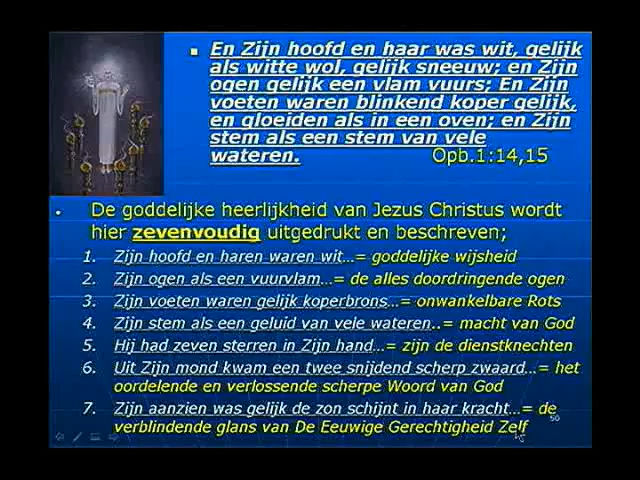 En Zijn hoofd en haar was wit, gelijk
als witte wol, gelijk sneeuw; en Zijn
ogen gelijk een vlam vuurs; En Zijn
voeten waren blinkend koper gelijk,
en gloeiden als in een oven; en Zijn
stem als een stem van vele
wateren. Opb.1:14,15
De goddelijke heerlijkheid van Jezus Christus wordt
hier zevenvoudig uitgedrukt en beschreven;
1. Zijn hoofd en haren waren wit...= goddelijke wijsheid
2. Zijn ogen als een vuurvlam...= de alles doordringende ogen
3. Zijn voeten waren gelijk koperbrons...= onwankelbare Rots
4. Zijn stem als een geluid van vele wateren..= macht van God
5. Hij had zeven sterren in Zijn hand...= zijn de dienstknechten
6. Uit Zijn mond kwam een twee snijdend scherp zwaard...= het
oordelende en verlossende scherpe Woord van God
7. Zijn aanzien was gelijk de zon schijnt in haar kracht...= de
verblindende glans van De Eeuwige Gerechtigheid Zelf
50